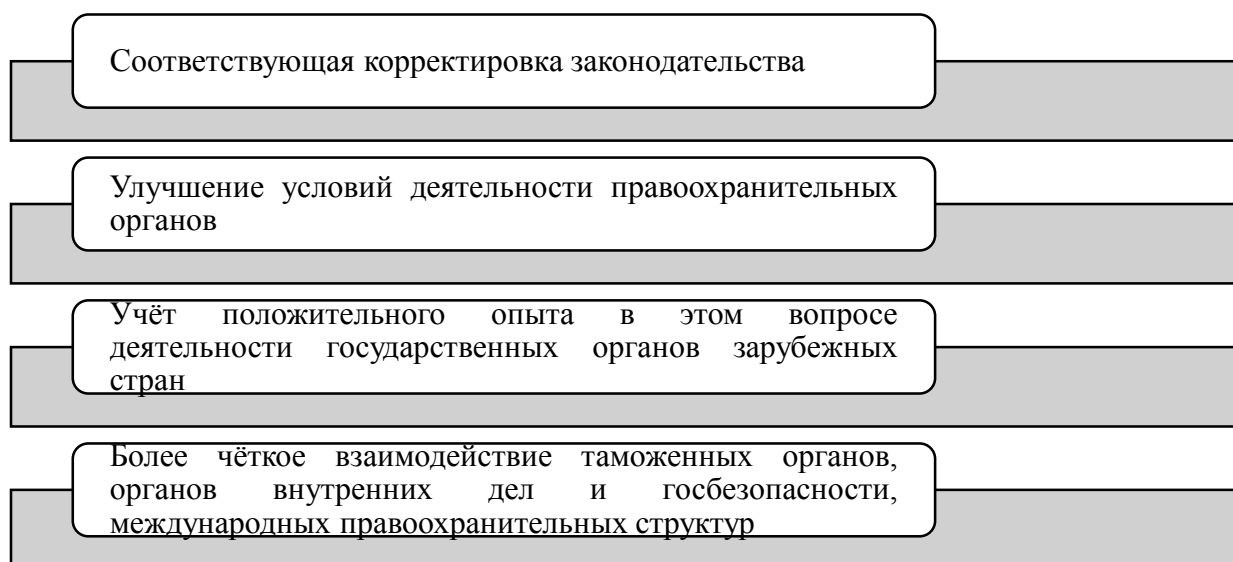 Соответствующая корректировка законодательства
Улучшение условий деятельности правоохранительных
органов
Учёт положительного опыта в этом вопросе
деятельности государственных органов зарубежных
стран
Более чёткое взаимодействие таможенных органов,
органов внутренних дел и госбезопасности,
международных правоохранительных структур